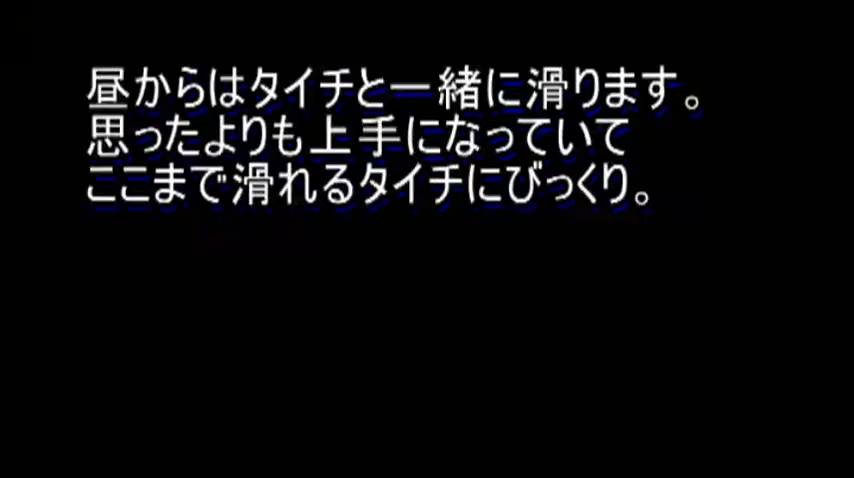 昼からはタイチと一緒に滑ります。
思ったよりも上手になっていて
ここまで滑れるタイチにびっくり。